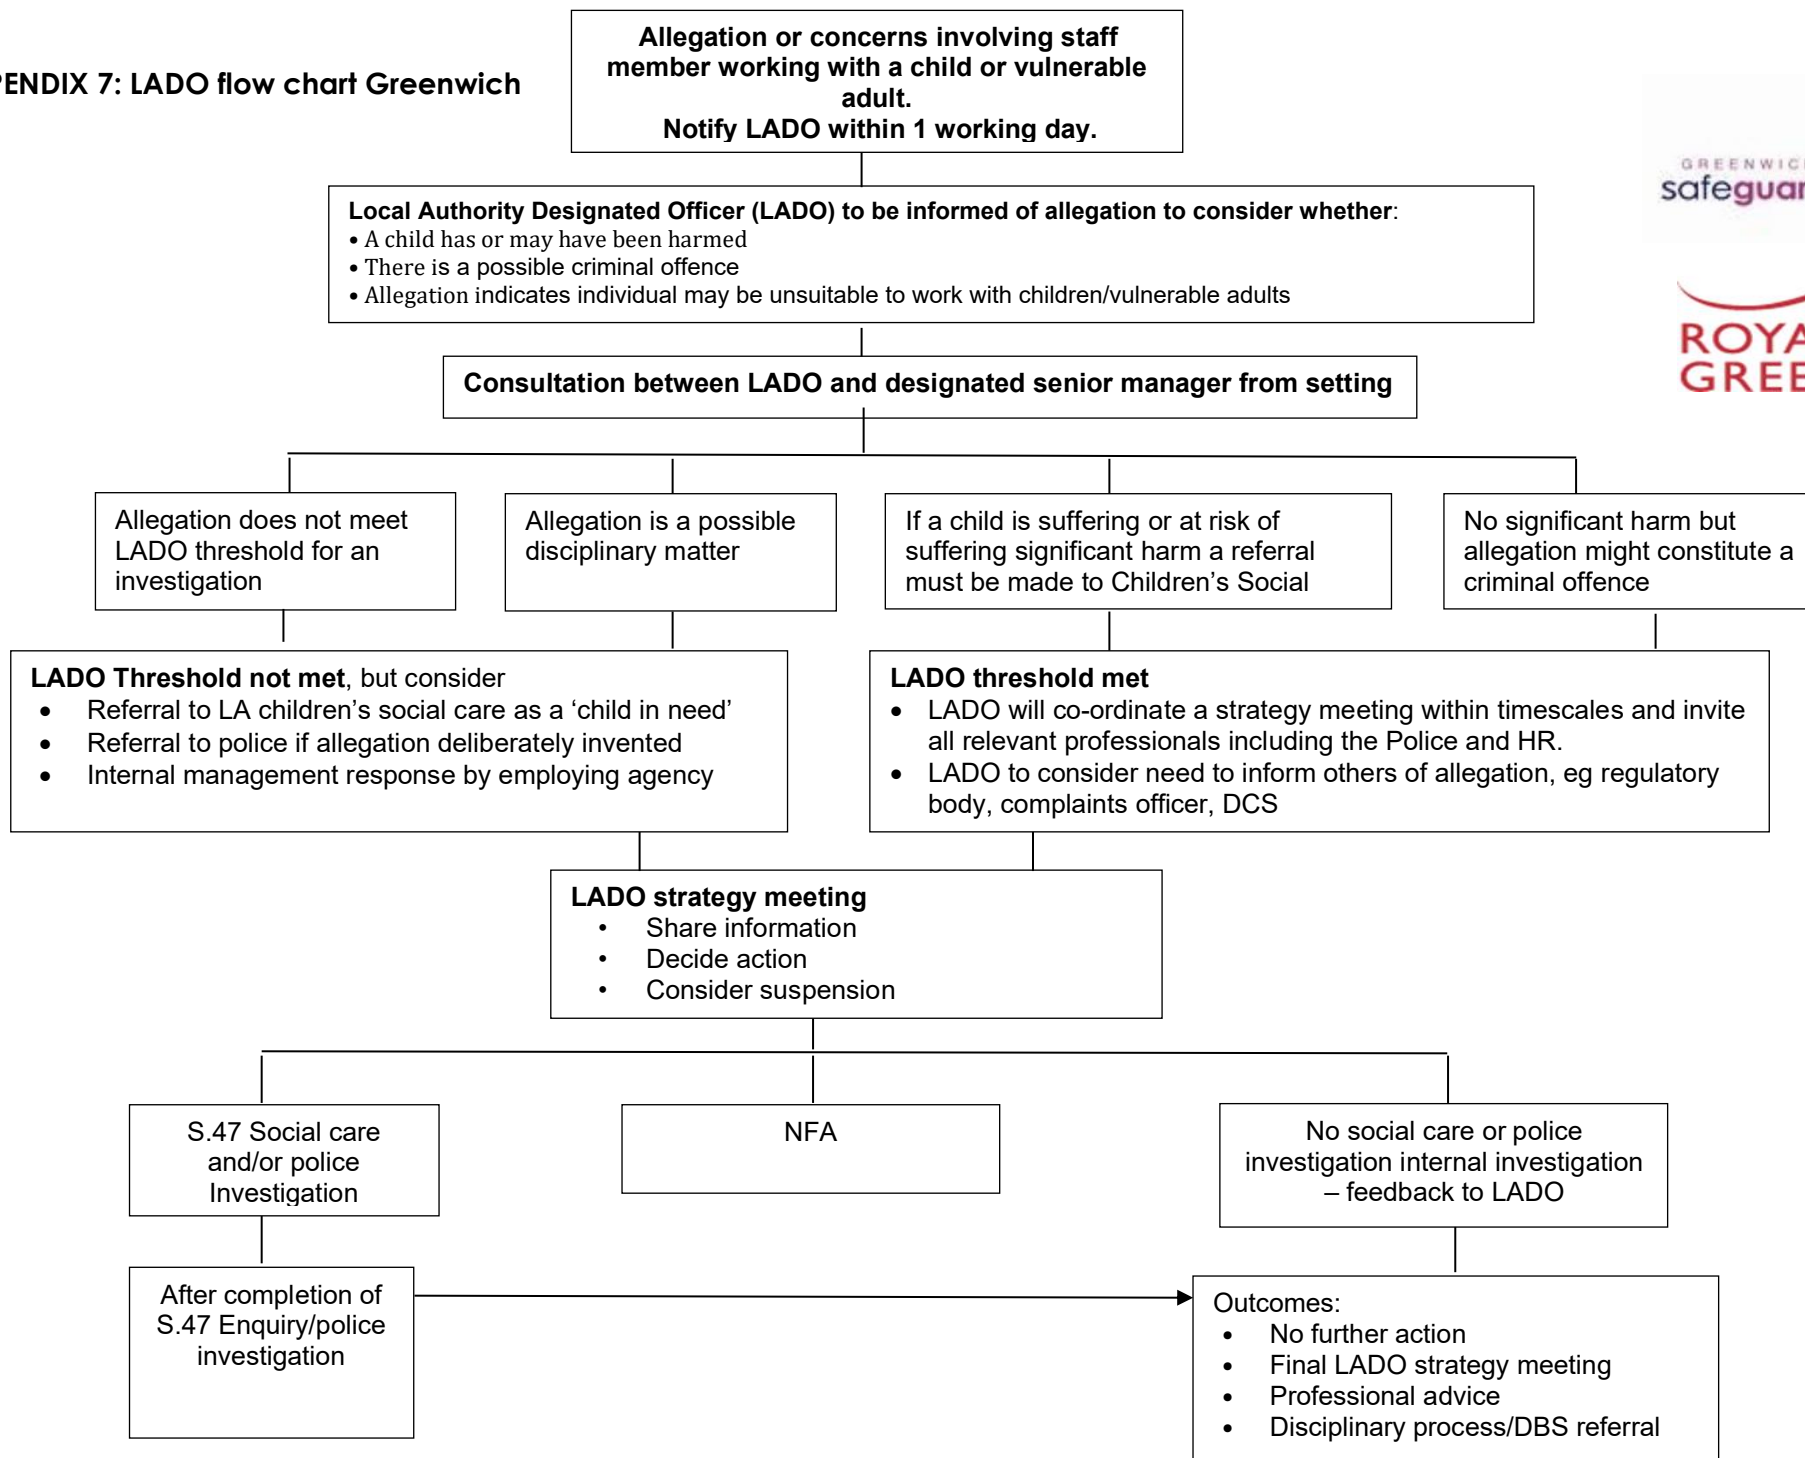 PENDIX 7: LADO flow chart Greenwich
Allegation or concerns involving staff
member working with a child or vulnerable
adult.
Notify LADO within 1 working day.
GREENWIC
safeguar
ROYA
GREE
Local Authority Designated Officer (LADO) to be informed of allegation to consider whether:
• A child has or may have been harmed
• There is a possible criminal offence
• Allegation indicates individual may be unsuitable to work with children/vulnerable adults
Consultation between LADO and designated senior manager from setting
Allegation does not meet
LADO threshold for an
investigation
Allegation is a possible
disciplinary matter
If a child is suffering or at risk of
suffering significant harm a referral
must be made to Children’s Social
No significant harm but
allegation might constitute a
criminal offence
LADO Threshold not met, but consider
• Referral to LA children’s social care as a ‘child in need’
• Referral to police if allegation deliberately invented
• Internal management response by employing agency
LADO threshold met
• LADO will co-ordinate a strategy meeting within timescales and invite
all relevant professionals including the Police and HR.
• LADO to consider need to inform others of allegation, eg regulatory
body, complaints officer, DCS
LADO strategy meeting
• Share information
• Decide action
• Consider suspension
S.47 Social care
and/or police
Investigation
NFA
No social care or police
investigation internal investigation
– feedback to LADO
After completion of
S.47 Enquiry/police
investigation
Outcomes:
• No further action
• Final LADO strategy meeting
• Professional advice
• Disciplinary process/DBS referral